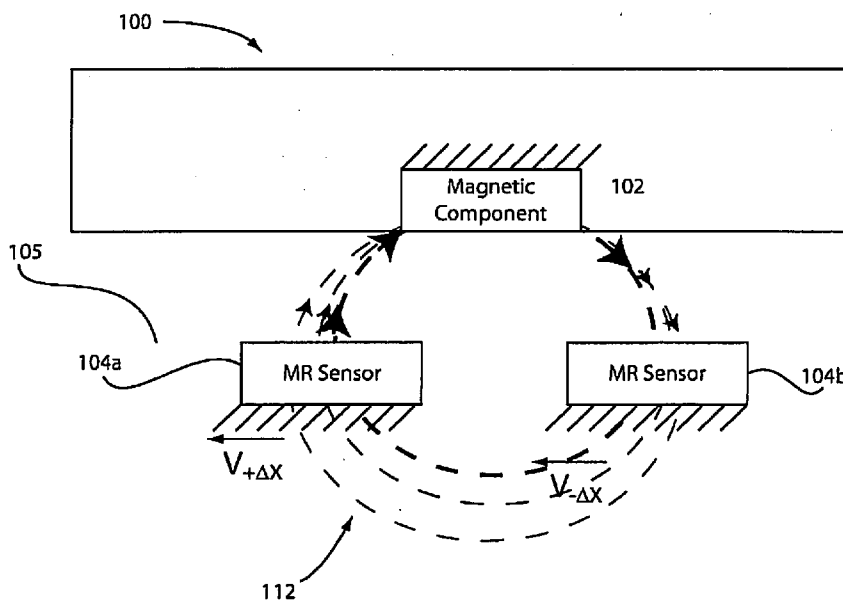 100
Magnetic
Component
102
105
104a
MR Sensor
MR Sensor
104b
V+ΔX
V-ΔX
112